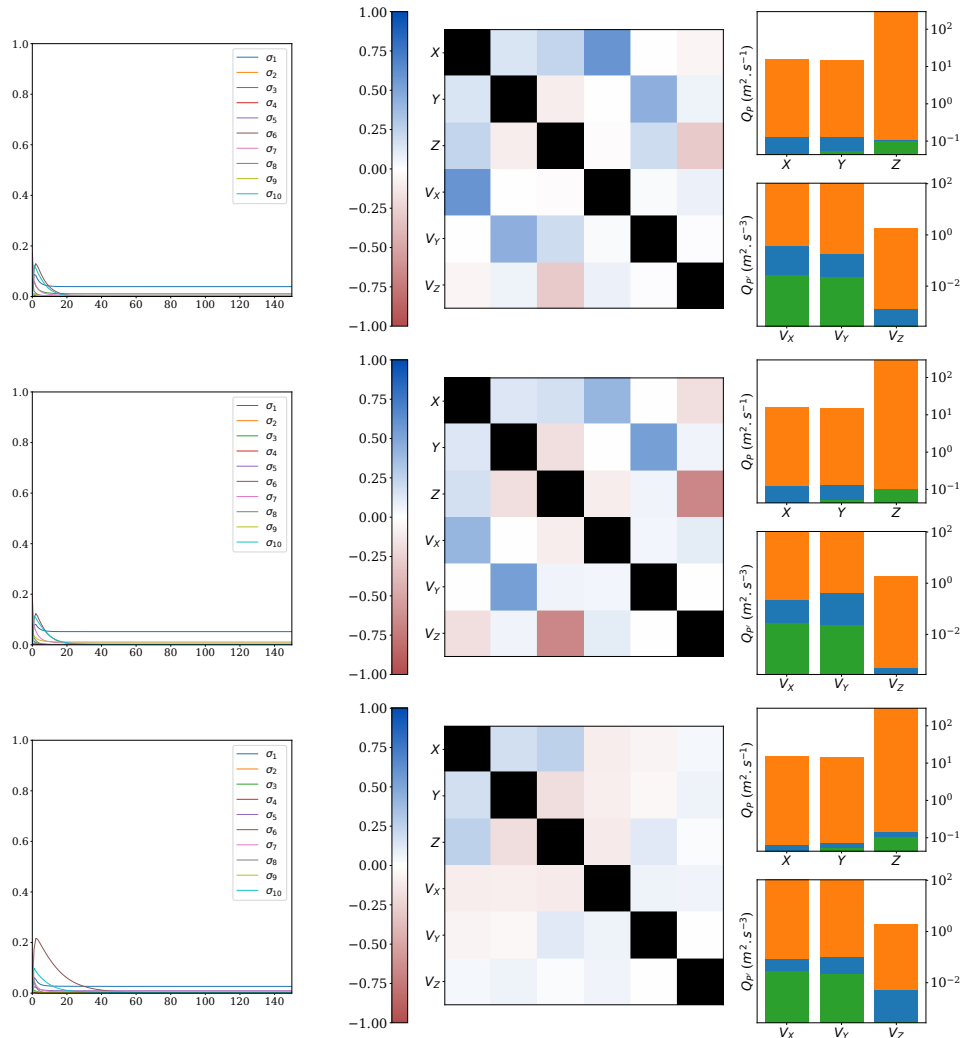 1.0
0.8
0.6
0.4
0.2
0.0
0 20 40 60 80 100 120 140
σ1
σ2
σ3
σ4
σ5
σ6
σ7
σ8
σ9
σ10
1.00
0.75
0.50
0.25
0.00
−0.25
−0.50
−0.75
−1.00
X
Y
Z
VX
VY
VZ
QP (m².s⁻¹)
10²
10¹
10⁰
10⁻¹
X Y Z
QP' (m².s⁻³)
10²
10⁰
10⁻²
VX VY VZ
1.0
0.8
0.6
0.4
0.2
0.0
0 20 40 60 80 100 120 140
σ1
σ2
σ3
σ4
σ5
σ6
σ7
σ8
σ9
σ10
1.00
0.75
0.50
0.25
0.00
−0.25
−0.50
−0.75
−1.00
X
Y
Z
VX
VY
VZ
QP (m².s⁻¹)
10²
10¹
10⁰
10⁻¹
X Y Z
QP' (m².s⁻³)
10²
10⁰
10⁻²
VX VY VZ
1.0
0.8
0.6
0.4
0.2
0.0
0 20 40 60 80 100 120 140
σ1
σ2
σ3
σ4
σ5
σ6
σ7
σ8
σ9
σ10
1.00
0.75
0.50
0.25
0.00
−0.25
−0.50
−0.75
−1.00
X
Y
Z
VX
VY
VZ
QP (m².s⁻¹)
10²
10¹
10⁰
10⁻¹
X Y Z
QP' (m².s⁻³)
10²
10⁰
10⁻²
VX VY VZ